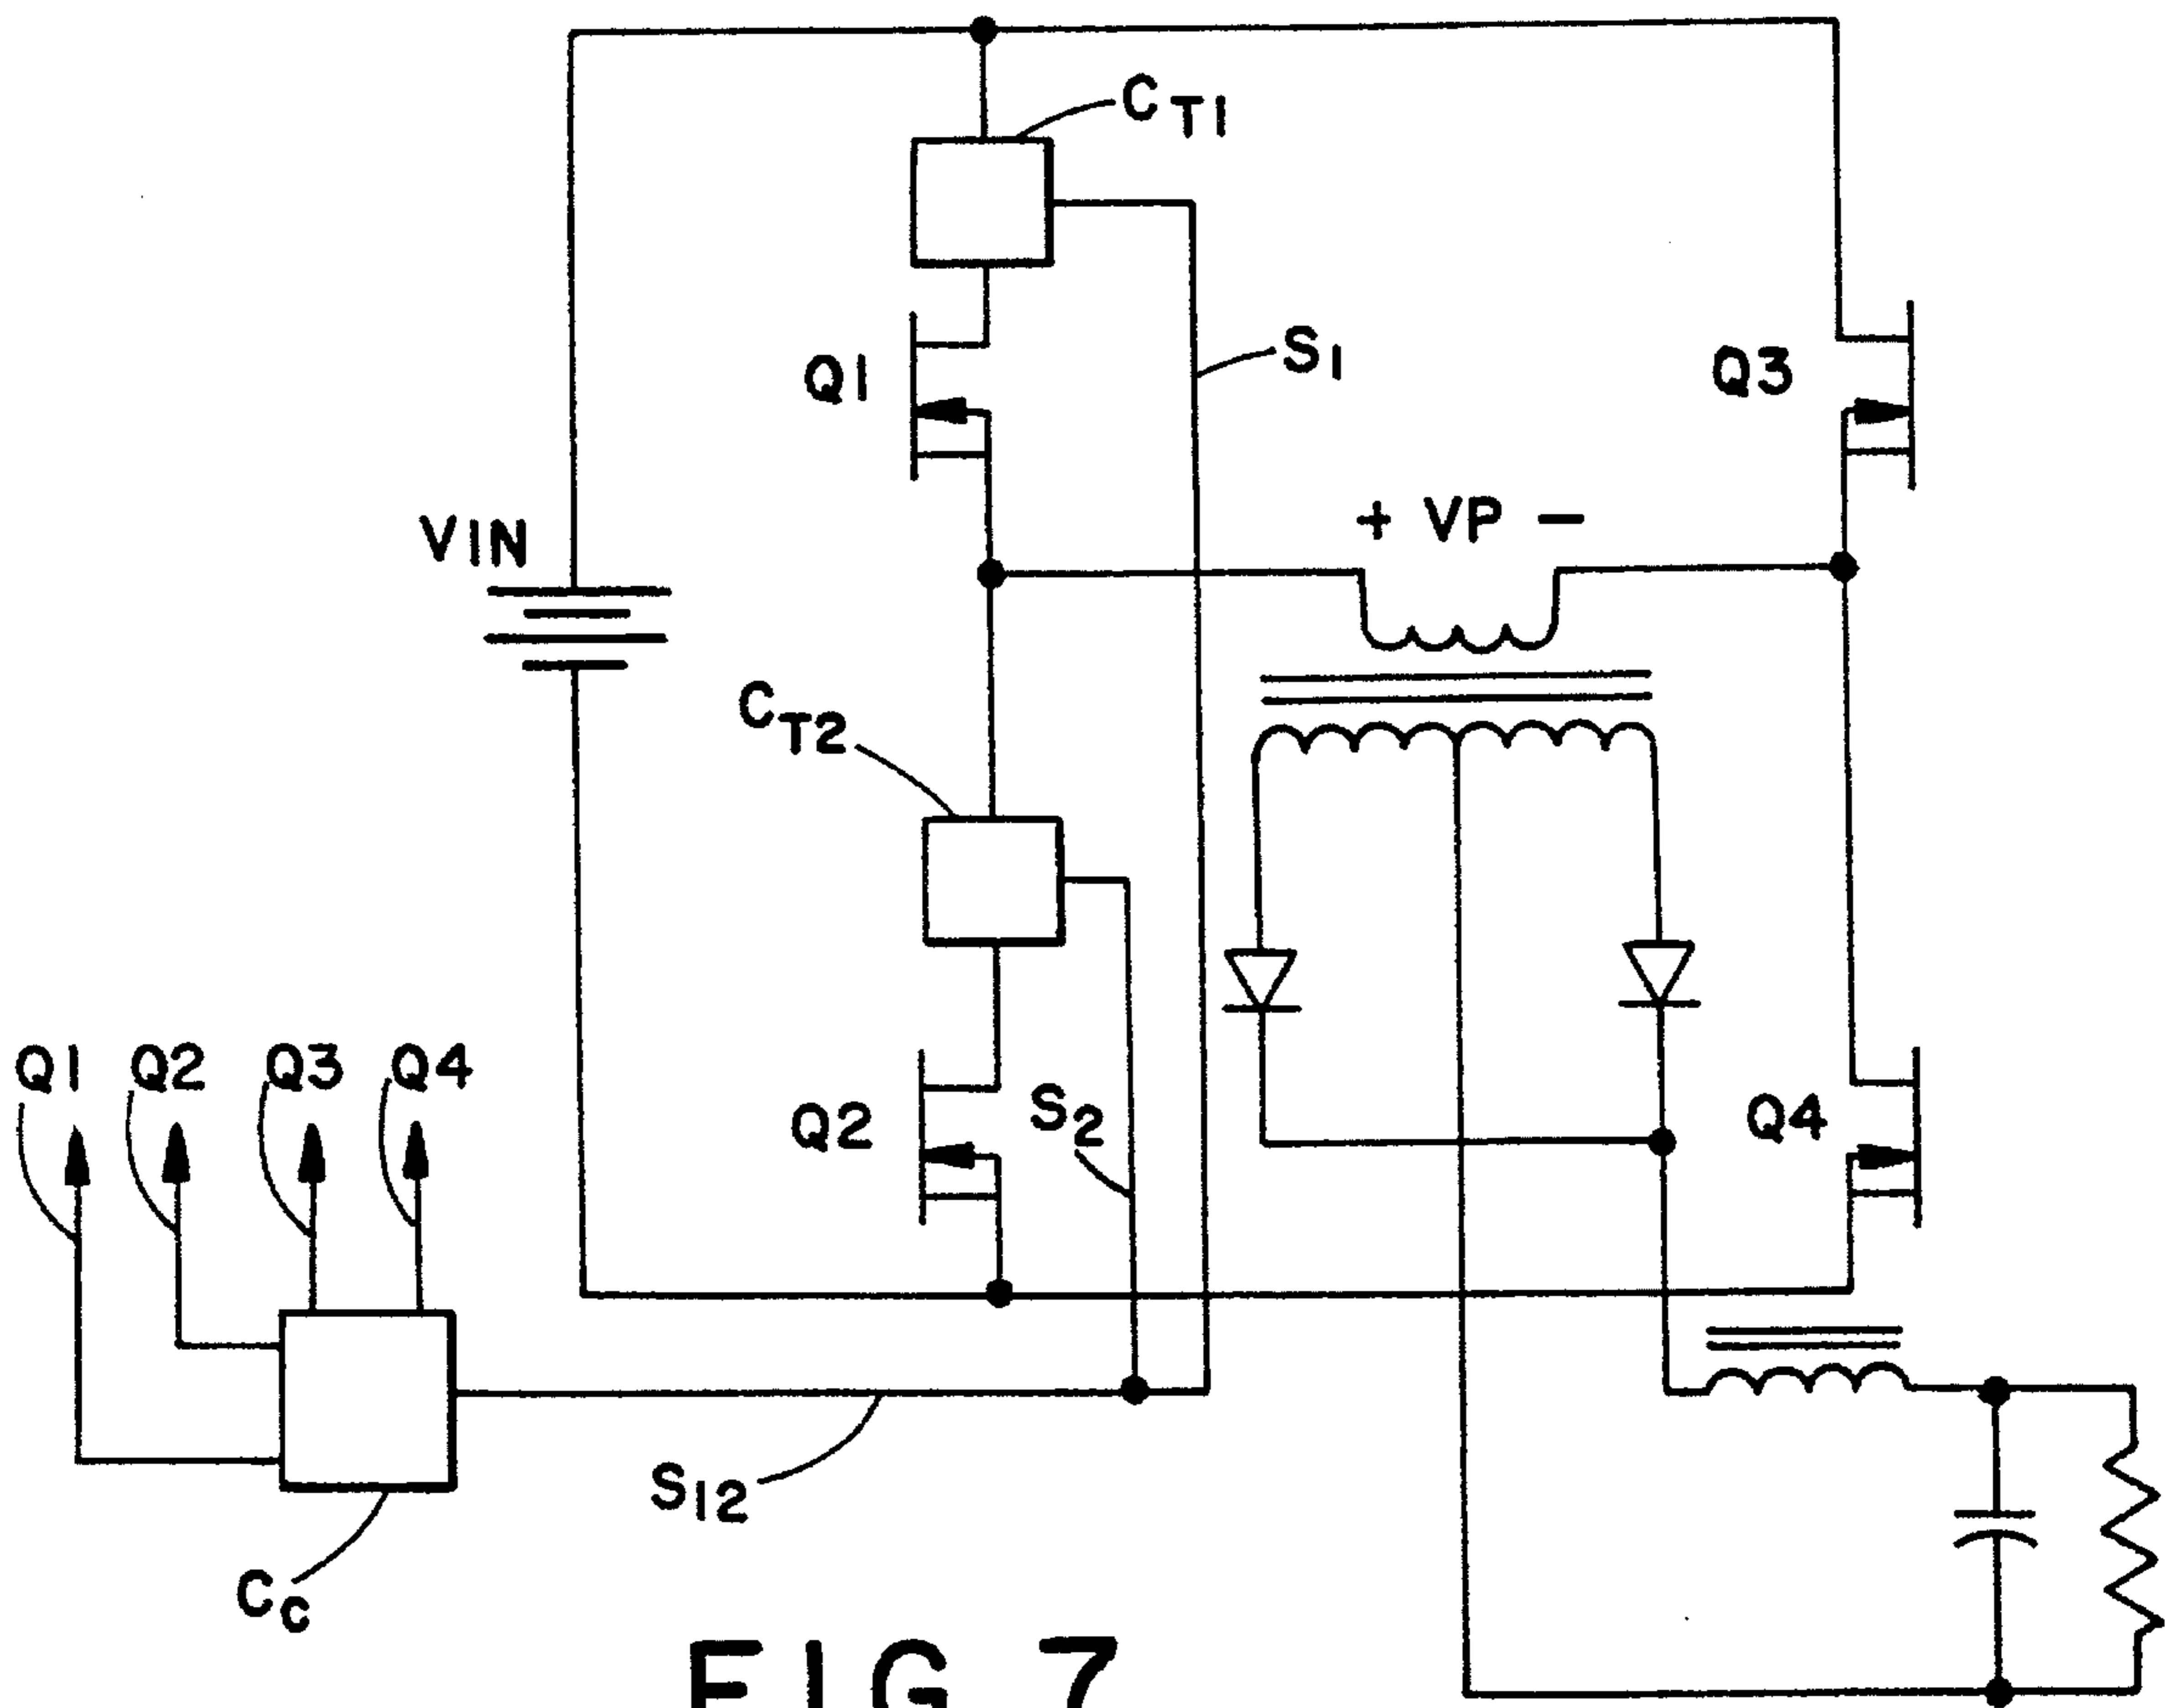 CT1
S1
Q1
Q3
+ VP −
VIN
CT2
Q1 Q2 Q3 Q4
Q2
S2
Q4
S12
CC
FIG 7